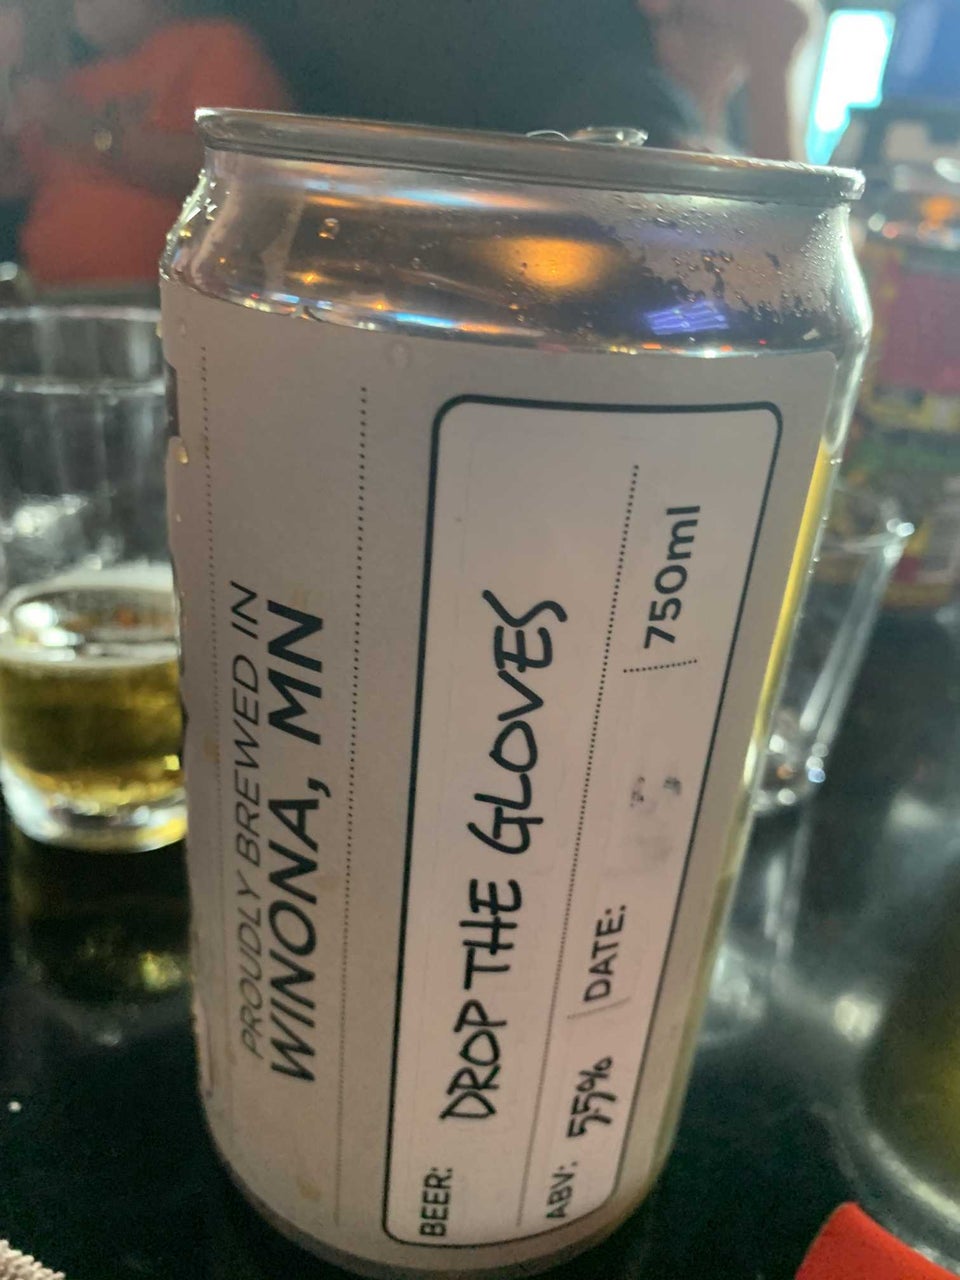 PROUDLY BREWED IN
WINONA, MN
BEER: DROP THE GLOVES
ABV: 5.5% DATE: 750ml